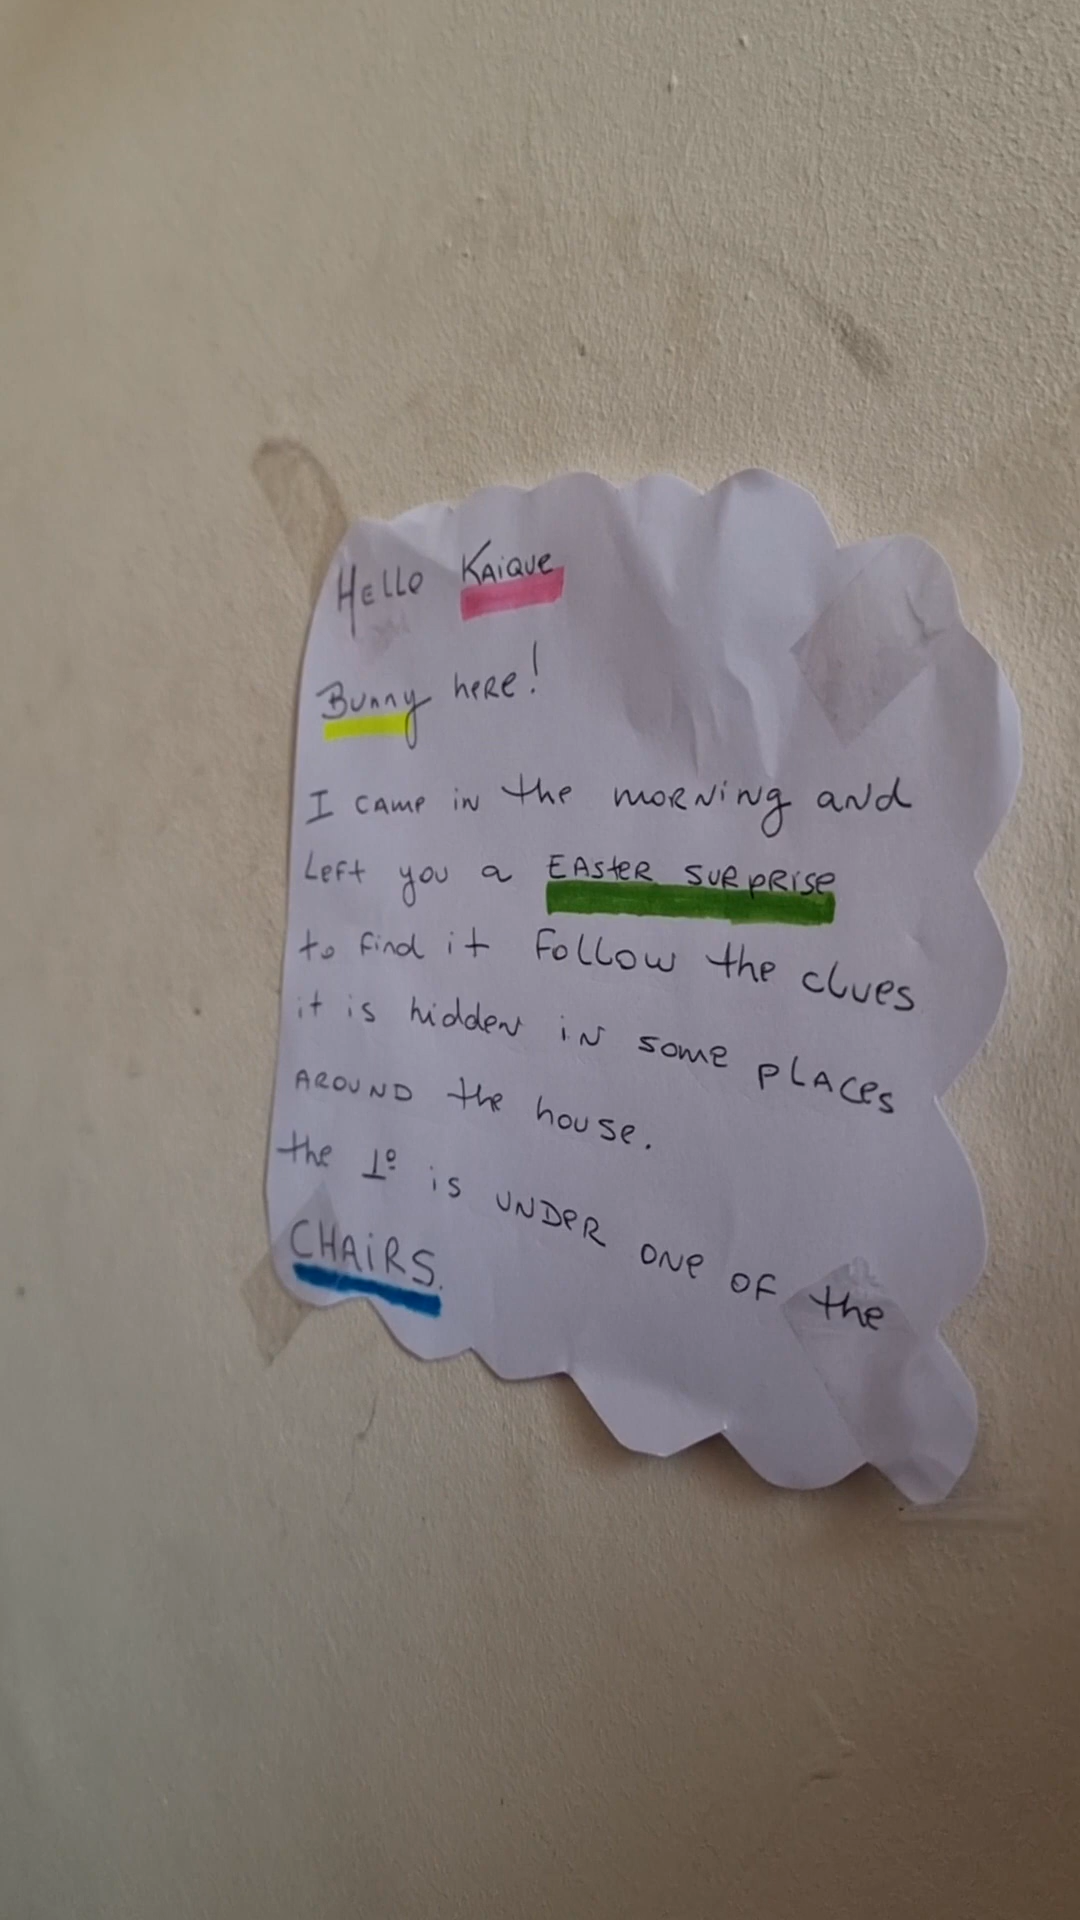 Hello Kaique
Bunny here!
I came in the morning and
left you a EASTER SURPRISE
to find it follow the clues
it is hidden in some places
AROUND the house.
the 1º is UNDER one of the
CHAIRS.